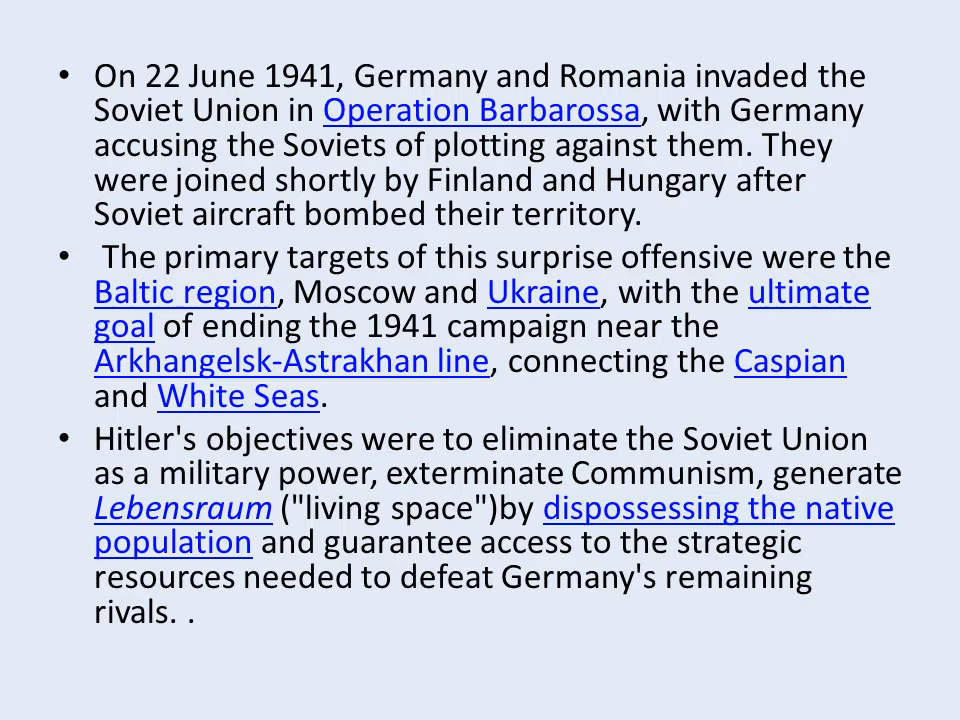 • On 22 June 1941, Germany and Romania invaded the
Soviet Union in Operation Barbarossa, with Germany
accusing the Soviets of plotting against them. They
were joined shortly by Finland and Hungary after
Soviet aircraft bombed their territory.
• The primary targets of this surprise offensive were the
Baltic region, Moscow and Ukraine, with the ultimate
goal of ending the 1941 campaign near the
Arkhangelsk-Astrakhan line, connecting the Caspian
and White Seas.
• Hitler's objectives were to eliminate the Soviet Union
as a military power, exterminate Communism, generate
Lebensraum ("living space")by dispossessing the native
population and guarantee access to the strategic
resources needed to defeat Germany's remaining
rivals. .